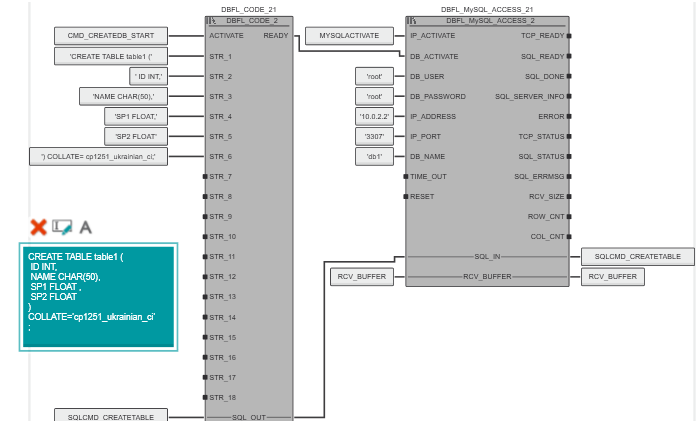 DBFL_CODE_21
DBFL_CODE_2
CMD_CREATEDB_START
ACTIVATE
READY
'CREATE TABLE table1 ('
STR_1
' ID INT,'
STR_2
'NAME CHAR(50),'
STR_3
'SP1 FLOAT,'
STR_4
'SP2 FLOAT'
STR_5
') COLLATE= cp1251_ukrainian_ci;'
STR_6
STR_7
STR_8
STR_9
STR_10
STR_11
STR_12
STR_13
STR_14
STR_15
STR_16
STR_17
STR_18
SQLCMD_CREATETABLE
SQL_OUT
A
CREATE TABLE table1 (
ID INT,
NAME CHAR(50),
SP1 FLOAT ,
SP2 FLOAT
)
COLLATE='cp1251_ukrainian_ci'
;
DBFL_MySQL_ACCESS_21
DBFL_MySQL_ACCESS_2
MYSQLACTIVATE
IP_ACTIVATE
TCP_READY
DB_ACTIVATE
SQL_READY
'root'
DB_USER
SQL_DONE
'root'
DB_PASSWORD
SQL_SERVER_INFO
'10.0.2.2'
IP_ADDRESS
ERROR
'3307'
IP_PORT
TCP_STATUS
'db1'
DB_NAME
SQL_STATUS
TIME_OUT
SQL_ERRMSG
RESET
RCV_SIZE
ROW_CNT
COL_CNT
SQL_IN
SQLCMD_CREATETABLE
RCV_BUFFER
RCV_BUFFER
RCV_BUFFER